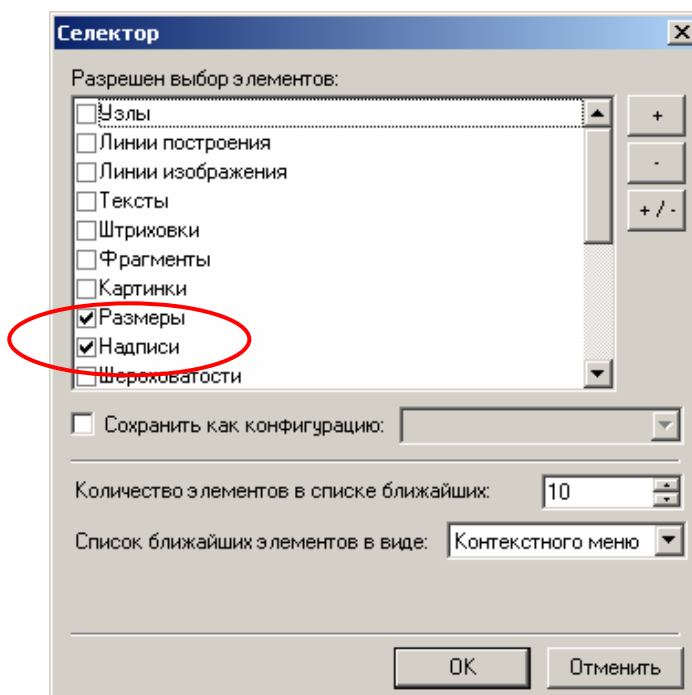 Селектор
Разрешен выбор элементов:
Узлы
Линии построения
Линии изображения
Тексты
Штриховки
Фрагменты
Картинки
Размеры
Надписи
Шероховатости
+
-
+ / -
Сохранить как конфигурацию:
Количество элементов в списке ближайших: 10
Список ближайших элементов в виде: Контекстного меню
OK Отменить